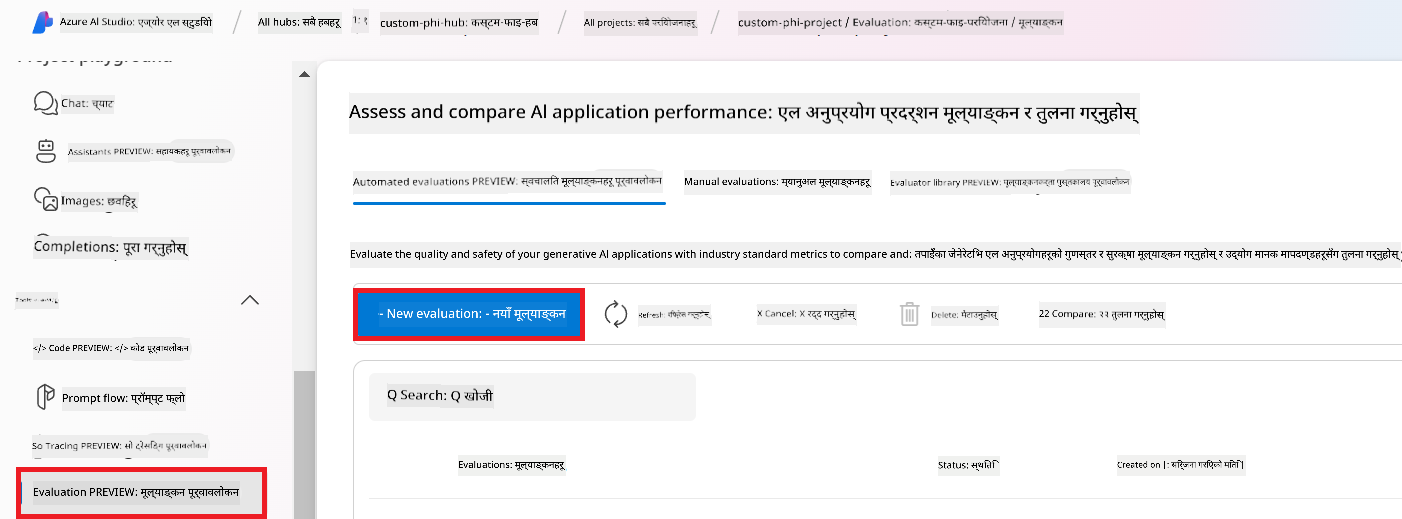 Azure AI Studio: एज्योर एल स्टुडियो / All hubs: सबै हबहरू custom-phi-hub: कस्टम-फाइ-हब / All projects: सबै परियोजनाहरू / custom-phi-project / Evaluation: कस्टम-फाइ-परियोजना / मूल्याङ्कन
Project playground
Chat: च्याट
Assistants PREVIEW: सहायकहरू पूर्वावलोकन
Images: छविहरू
Completions: पूरा गर्नुहोस्
</> Code PREVIEW: </> कोड पूर्वावलोकन
Prompt flow: प्रॉम्प्ट फ्लो
So Tracing PREVIEW: सो ट्रेसिङ पूर्वावलोकन
Evaluation PREVIEW: मूल्याङ्कन पूर्वावलोकन
Assess and compare Al application performance: एल अनुप्रयोग प्रदर्शन मूल्याङ्कन र तुलना गर्नुहोस्
Automated evaluations PREVIEW: स्वचालित मूल्याङ्कनहरू पूर्वावलोकन Manual evaluations: म्यानुअल मूल्याङ्कनहरू Evaluator library PREVIEW: मूल्याङ्कनकर्ता पुस्तकालय पूर्वावलोकन
Evaluate the quality and safety of your generative Al applications with industry standard metrics to compare and: तपाईंका जेनेरेटिभ एल अनुप्रयोगहरूको गुणस्तर र सुरक्षा मूल्याङ्कन गर्नुहोस् र उद्योग मानक मापदण्डहरूसँग तुलना गर्नुहोस्
- New evaluation: - नयाँ मूल्याङ्कन Refresh: X Cancel: X रद्द गर्नुहोस् Delete: मेटाउनुहोस् 22 Compare: २२ तुलना गर्नुहोस्
Q Search: Q खोजी
Evaluations: मूल्याङ्कनहरू Status: स्थिति Created on |: सिर्जना गरिएको मिति |